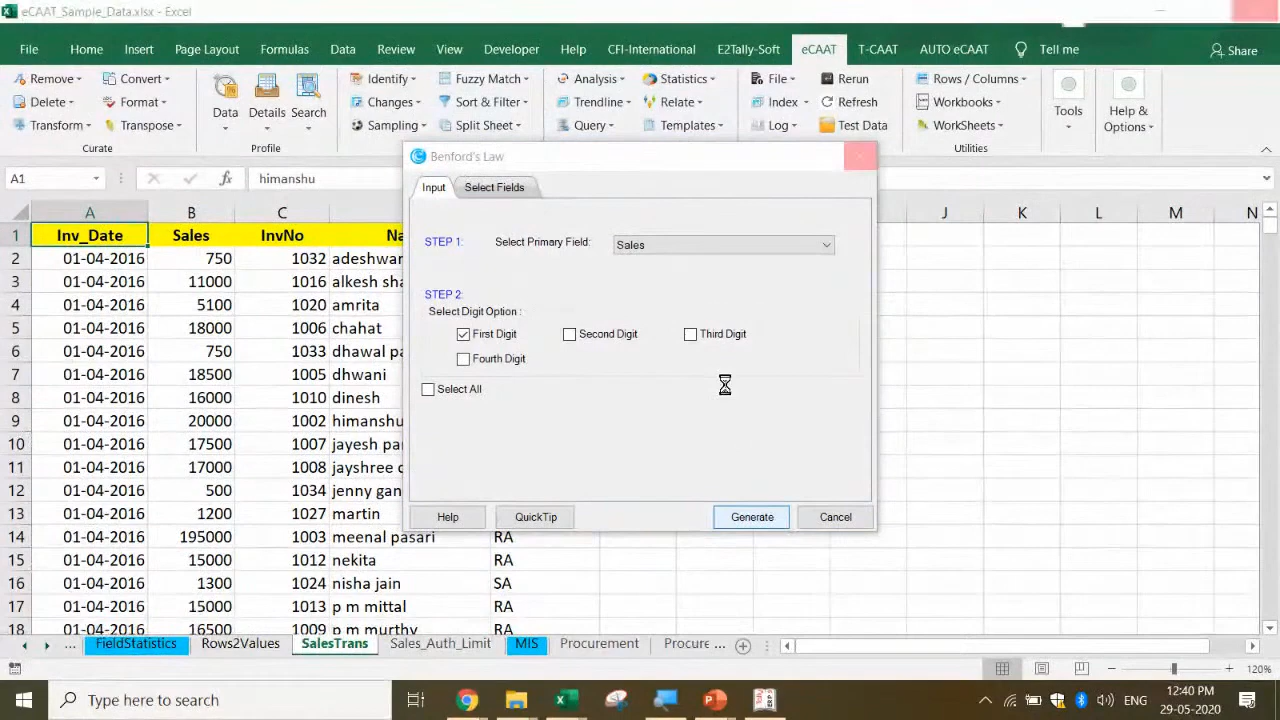 eCAAT_Sample_Data.xlsx - Excel
File Home Insert Page Layout Formulas Data Review View Developer Help CFI-International E2Tally-Soft eCAAT T-CAAT AUTO eCAAT Tell me Share
Remove Convert Identify Fuzzy Match Analysis Statistics File Rerun Rows / Columns
Delete Format Data Details Search Changes Sort & Filter Trendline Relate Index Refresh Workbooks Tools Help & Options
Transform Transpose Sampling Split Sheet Query Templates Log Test Data WorkSheets
Curate Profile Utilities
A1 fx himanshu
Benford's Law
Input Select Fields
STEP 1: Select Primary Field: Sales
STEP 2:
Select Digit Option :
First Digit Second Digit Third Digit
Fourth Digit
Select All
Help QuickTip Generate Cancel
A B C J K L M N
1 Inv_Date Sales InvNo Na
2 01-04-2016 750 1032 adeshwar
3 01-04-2016 11000 1016 alkesh sha
4 01-04-2016 5100 1020 amrita
5 01-04-2016 18000 1006 chahat
6 01-04-2016 750 1033 dhawal pa
7 01-04-2016 18500 1005 dhwani
8 01-04-2016 16000 1010 dinesh
9 01-04-2016 20000 1002 himanshu
10 01-04-2016 17500 1007 jayesh pa
11 01-04-2016 17000 1008 jayshree
12 01-04-2016 500 1034 jenny gan
13 01-04-2016 1200 1027 martin
14 01-04-2016 195000 1003 meenal pasari RA
15 01-04-2016 15000 1012 nekita RA
16 01-04-2016 1300 1024 nisha jain SA
17 01-04-2016 15000 1013 p m mittal RA
18 01-04-2016 16500 1009 p m murthy RA
... FieldStatistics Rows2Values SalesTrans Sales_Auth_Limit MIS Procurement Procure ...
120%
Type here to search ENG 12:40 PM
29-05-2020